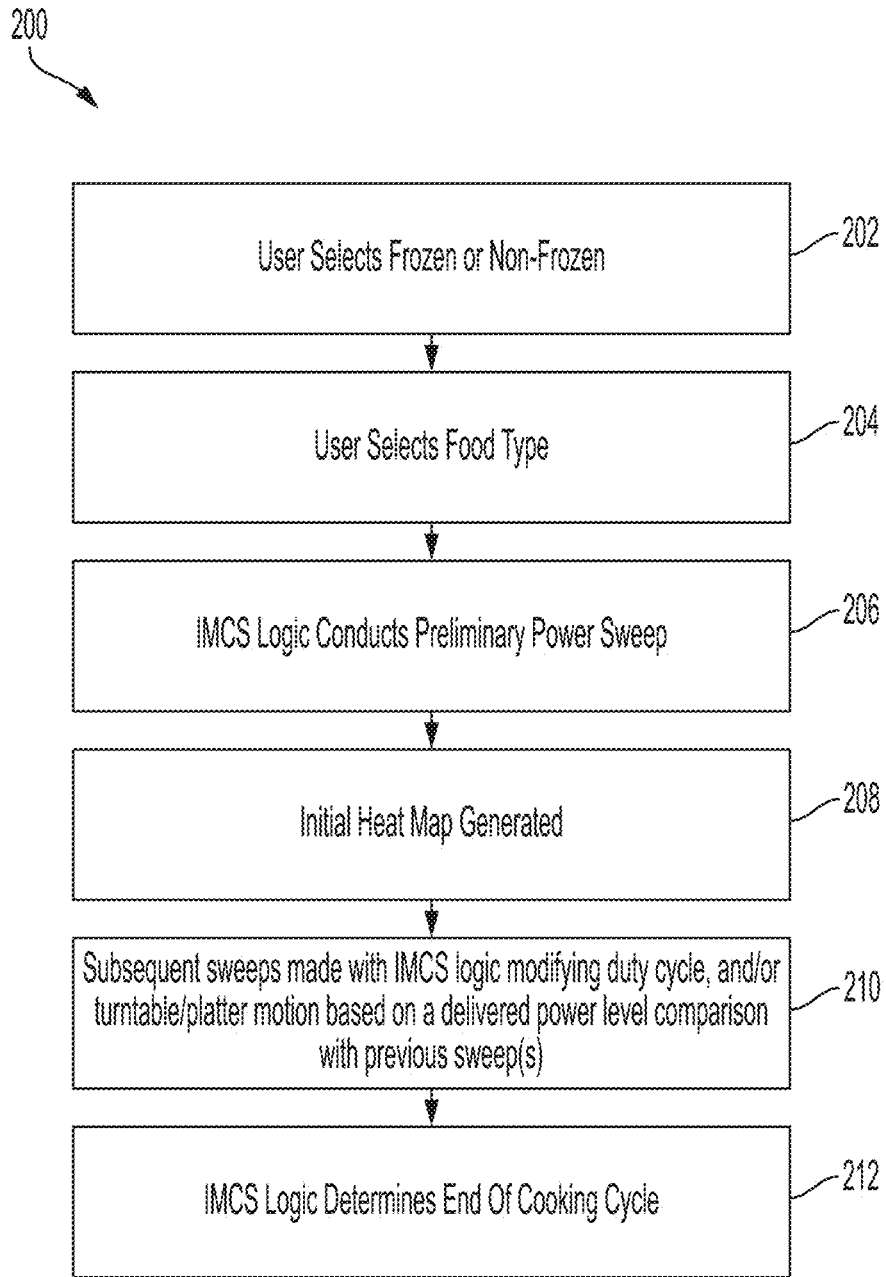 200
User Selects Frozen or Non-Frozen
202
User Selects Food Type
204
IMCS Logic Conducts Preliminary Power Sweep
206
Initial Heat Map Generated
208
Subsequent sweeps made with IMCS logic modifying duty cycle, and/or
turntable/platter motion based on a delivered power level comparison
with previous sweep(s)
210
IMCS Logic Determines End Of Cooking Cycle
212